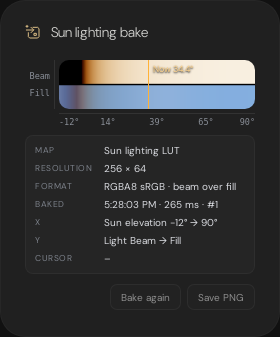 Sun lighting bake
Now 34.4°
Beam
Fill
-12° 14° 39° 65° 90°
MAP Sun lighting LUT
RESOLUTION 256 × 64
FORMAT RGBA8 sRGB · beam over fill
BAKED 5:28:03 PM · 265 ms · #1
X Sun elevation -12° → 90°
Y Light Beam → Fill
CURSOR –
Bake again Save PNG